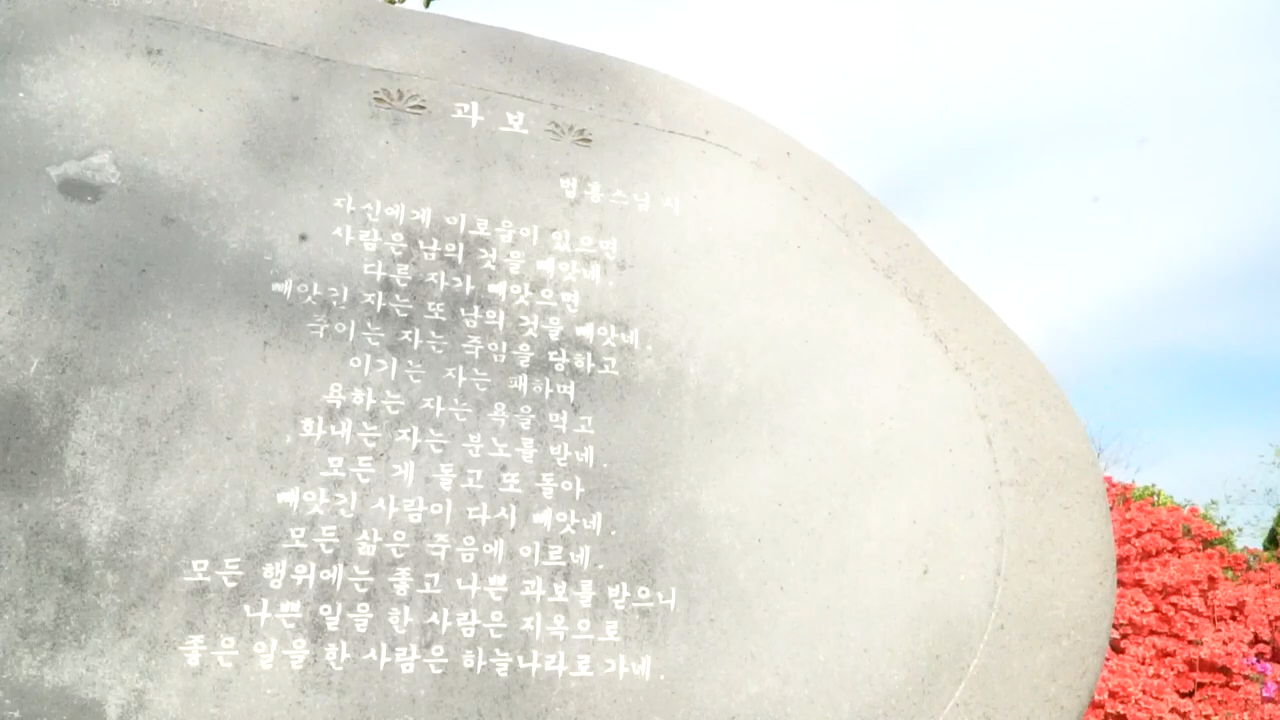 과 보
법흥스님 시
자신에게 이로움이 있으면
사람은 남의 것을 빼앗네.
다른 자가 빼앗으면
빼앗긴 자는 또 남의 것을 빼앗네.
죽이는 자는 죽임을 당하고
이기는 자는 패하며
욕하는 자는 욕을 먹고
화내는 자는 분노를 받네.
모든 게 돌고 또 돌아
빼앗긴 사람이 다시 빼앗네.
모든 삶은 죽음에 이르네.
모든 행위에는 좋고 나쁜 과보를 받으니
나쁜 일을 한 사람은 지옥으로
좋은 일을 한 사람은 하늘나라로 가네.